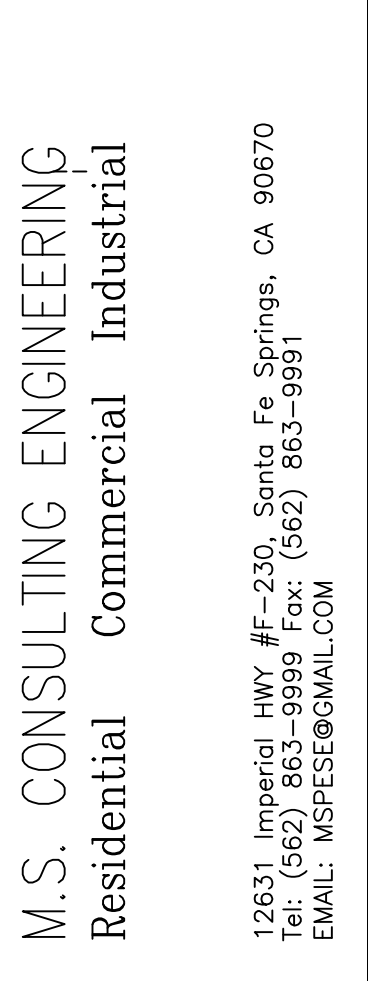 M.S. CONSULTING ENGINEERING
Residential Commercial Industrial
12631 Imperial HWY #F-230, Santa Fe Springs, CA 90670
Tel: (562) 863-9999 Fax: (562) 863-9991
EMAIL: MSPESE@GMAIL.COM